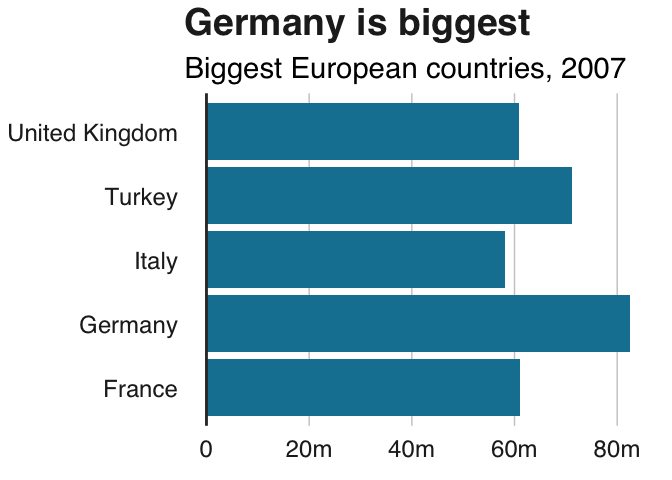 Germany is biggest
Biggest European countries, 2007
United Kingdom
Turkey
Italy
Germany
France
0 20m 40m 60m 80m